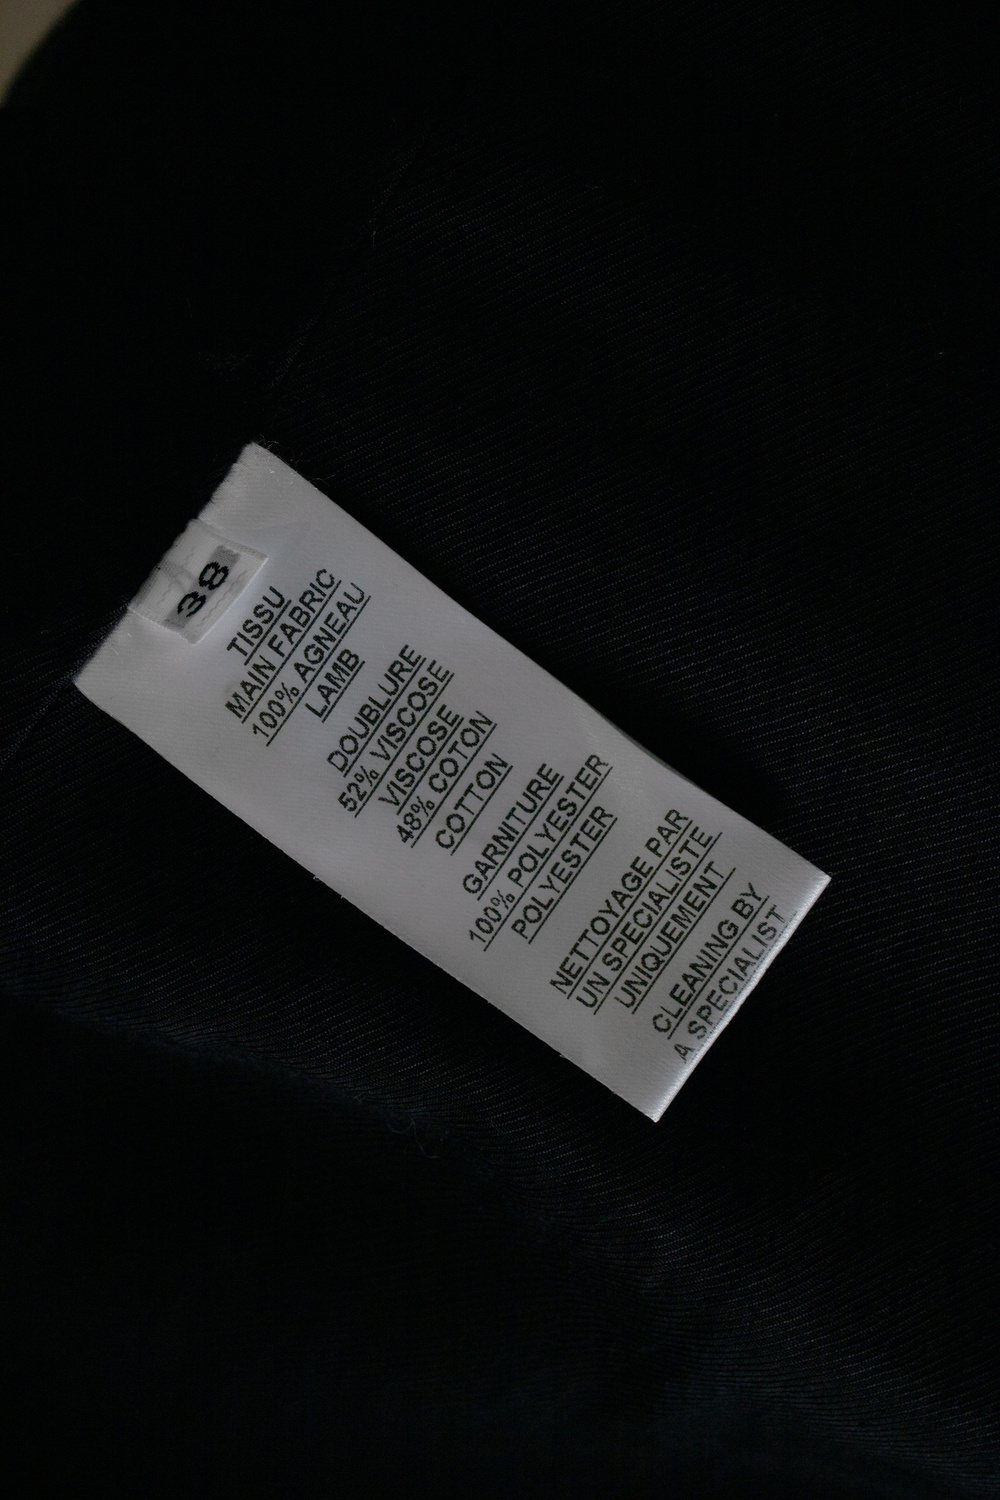 38
TISSU
MAIN FABRIC
100% AGNEAU
LAMB
DOUBLURE
52% VISCOSE
VISCOSE
48% COTON
COTTON
GARNITURE
100% POLYESTER
POLYESTER
NETTOYAGE PAR
UN SPECIALISTE
UNIQUEMENT
CLEANING BY
A SPECIALIST